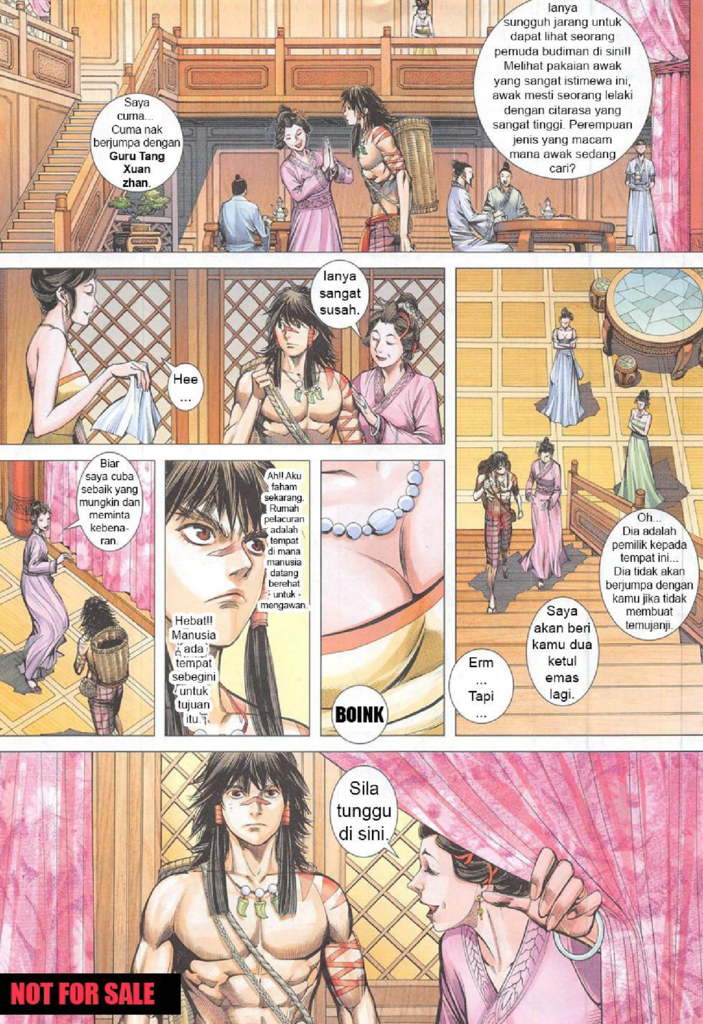 Ianya
sungguh jarang untuk
dapat lihat seorang
pemuda budiman di sini!!
Melihat pakaian awak
yang sangat istimewa ini,
awak mesti seorang lelaki
dengan citarasa yang
sangat tinggi. Perempuan
jenis yang macam
mana awak sedang
cari?
Saya
cuma...
Cuma nak
berjumpa dengan
Guru Tang
Xuan
zhan.
Ianya
sangat
susah.
Hee
...
Oh...
Dia adalah
pemilik kepada
tempat ini...
Dia tidak akan
berjumpa dengan
kamu jika tidak
membuat
temujanji.
Saya
akan beri
kamu dua
ketul
emas
lagi.
Erm
...
Tapi
...
Biar
saya cuba
sebaik yang
mungkin dan
meminta
kebena-
ran.
Ah!! Aku
faham
sekarang.
Rumah
pelacuran
adalah
tempat
di mana
manusia
datang
berehat
- untuk -
mengawan.
Hebat!!
Manusia
ada
tempat
sebegini
untuk
tujuan
itu.
BOINK
Sila
tunggu
di sini.
NOT FOR SALE